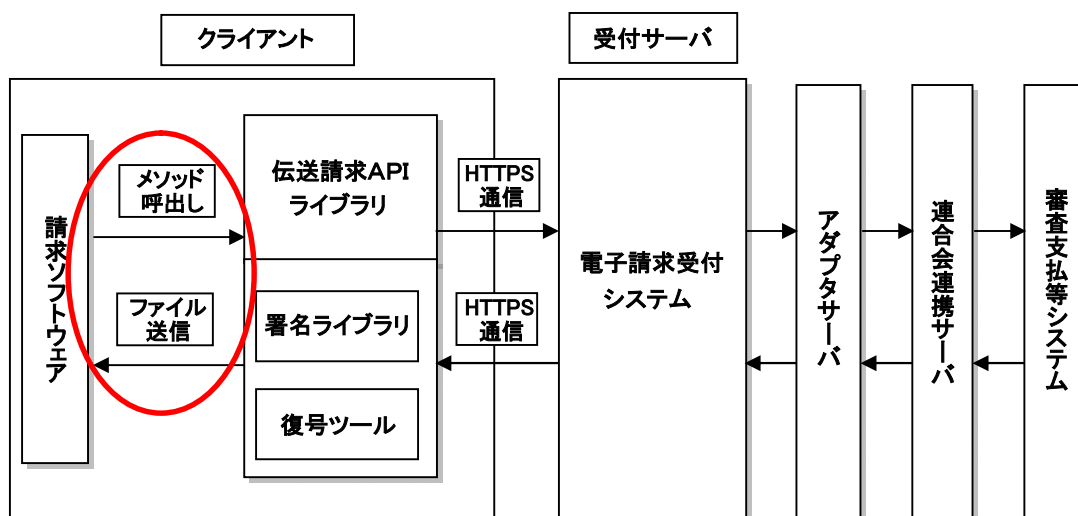 クライアント
受付サーバ
請求ソフトウェア
メソッド
呼出し
ファイル
送信
伝送請求API
ライブラリ
署名ライブラリ
復号ツール
HTTPS
通信
HTTPS
通信
電子請求受付
システム
アダプタサーバ
連合会連携サーバ
審査支払等システム